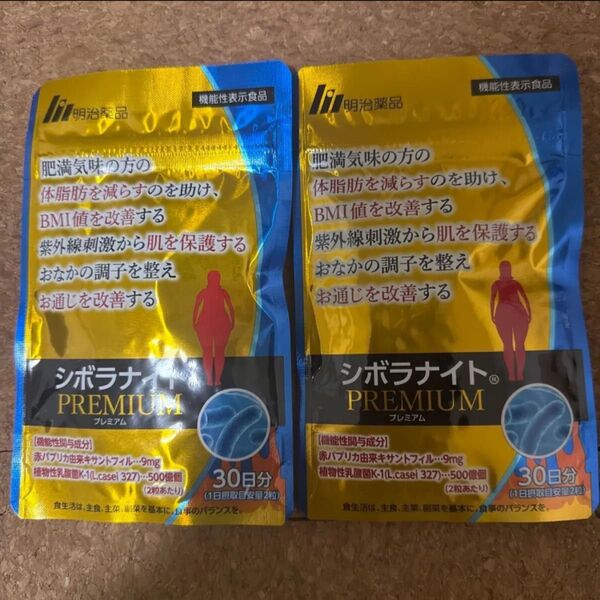 明治薬品
機能性表示食品
肥満気味の方の
体脂肪を減らすのを助け、
BMI値を改善する
紫外線刺激から肌を保護する
おなかの調子を整え
お通じを改善する
シボラナイト
PREMIUM
プレミアム
【機能性関与成分】
赤パプリカ由来キサントフィル…9mg
植物性乳酸菌K-1(L.casei 327)…500億個
(2粒あたり)
30日分
(1日摂取目安量2粒)
食生活は、主食、主菜、副菜を基本に、食事のバランスを。
明治薬品
機能性表示食品
肥満気味の方の
体脂肪を減らすのを助け、
BMI値を改善する
紫外線刺激から肌を保護する
おなかの調子を整え
お通じを改善する
シボラナイト®
PREMIUM
プレミアム
【機能性関与成分】
赤パプリカ由来キサントフィル…9mg
植物性乳酸菌K-1(L.casei 327)…500億個
(2粒あたり)
30日分
(1日摂取目安量2粒)
食生活は、主食、主菜、副菜を基本に、食事のバランスを。